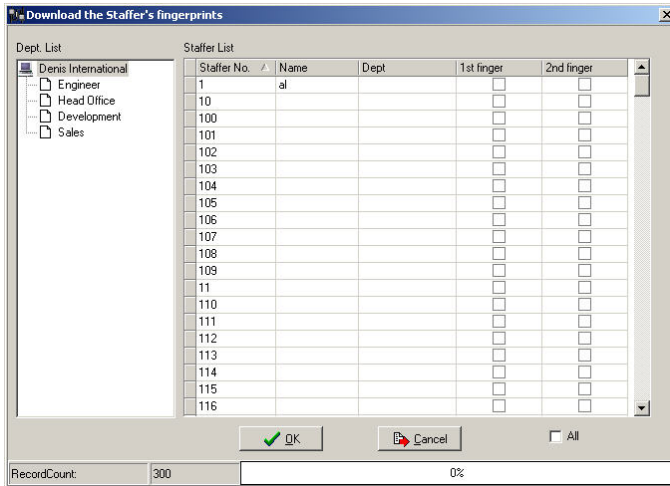 Download the Staffer's fingerprints
Dept. List
Staffer List
Denis International
Engineer
Head Office
Development
Sales
Staffer No. Name Dept 1st finger 2nd finger
1 al
10
100
101
102
103
104
105
106
107
108
109
11
110
111
112
113
114
115
116
OK Cancel All
RecordCount: 300 0%